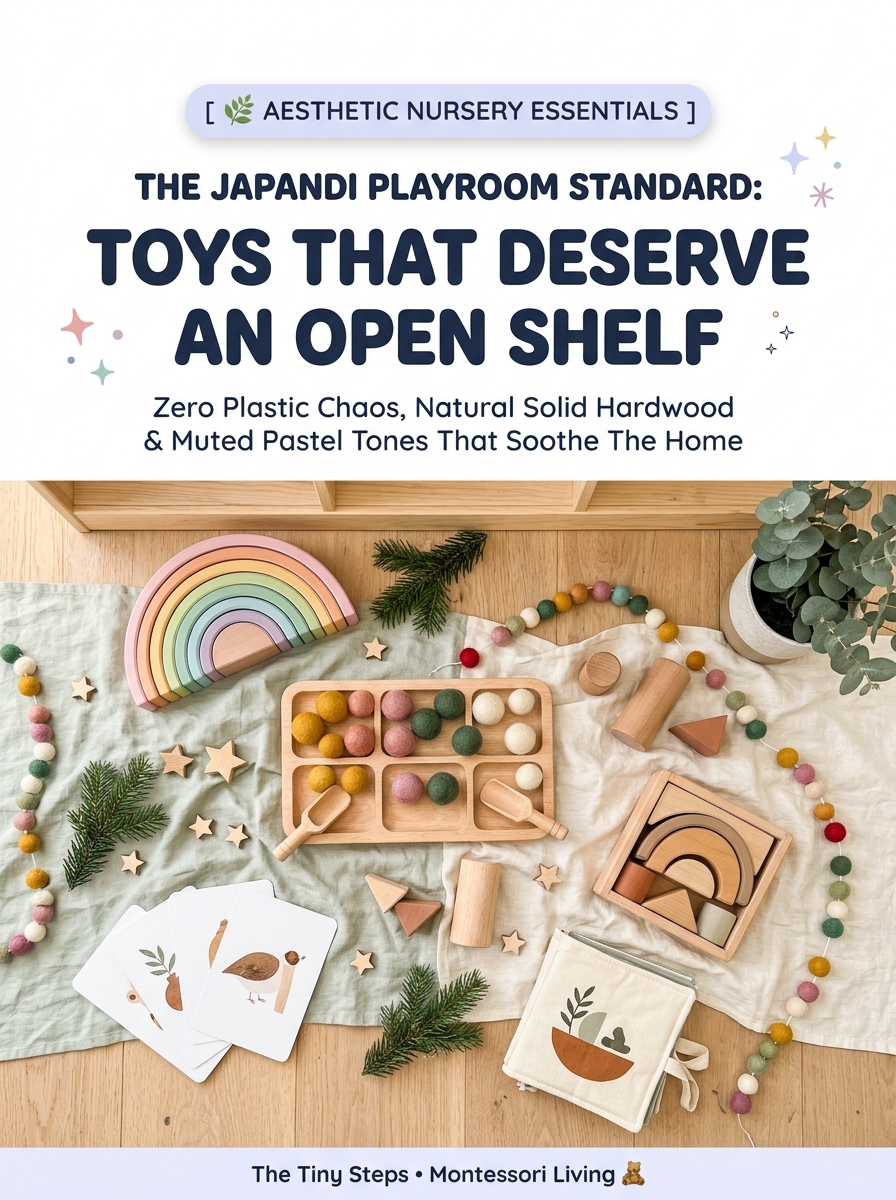 [ 🌿 AESTHETIC NURSERY ESSENTIALS ]
THE JAPANDI PLAYROOM STANDARD:
TOYS THAT DESERVE
AN OPEN SHELF
Zero Plastic Chaos, Natural Solid Hardwood
& Muted Pastel Tones That Soothe The Home
The Tiny Steps • Montessori Living 🧸